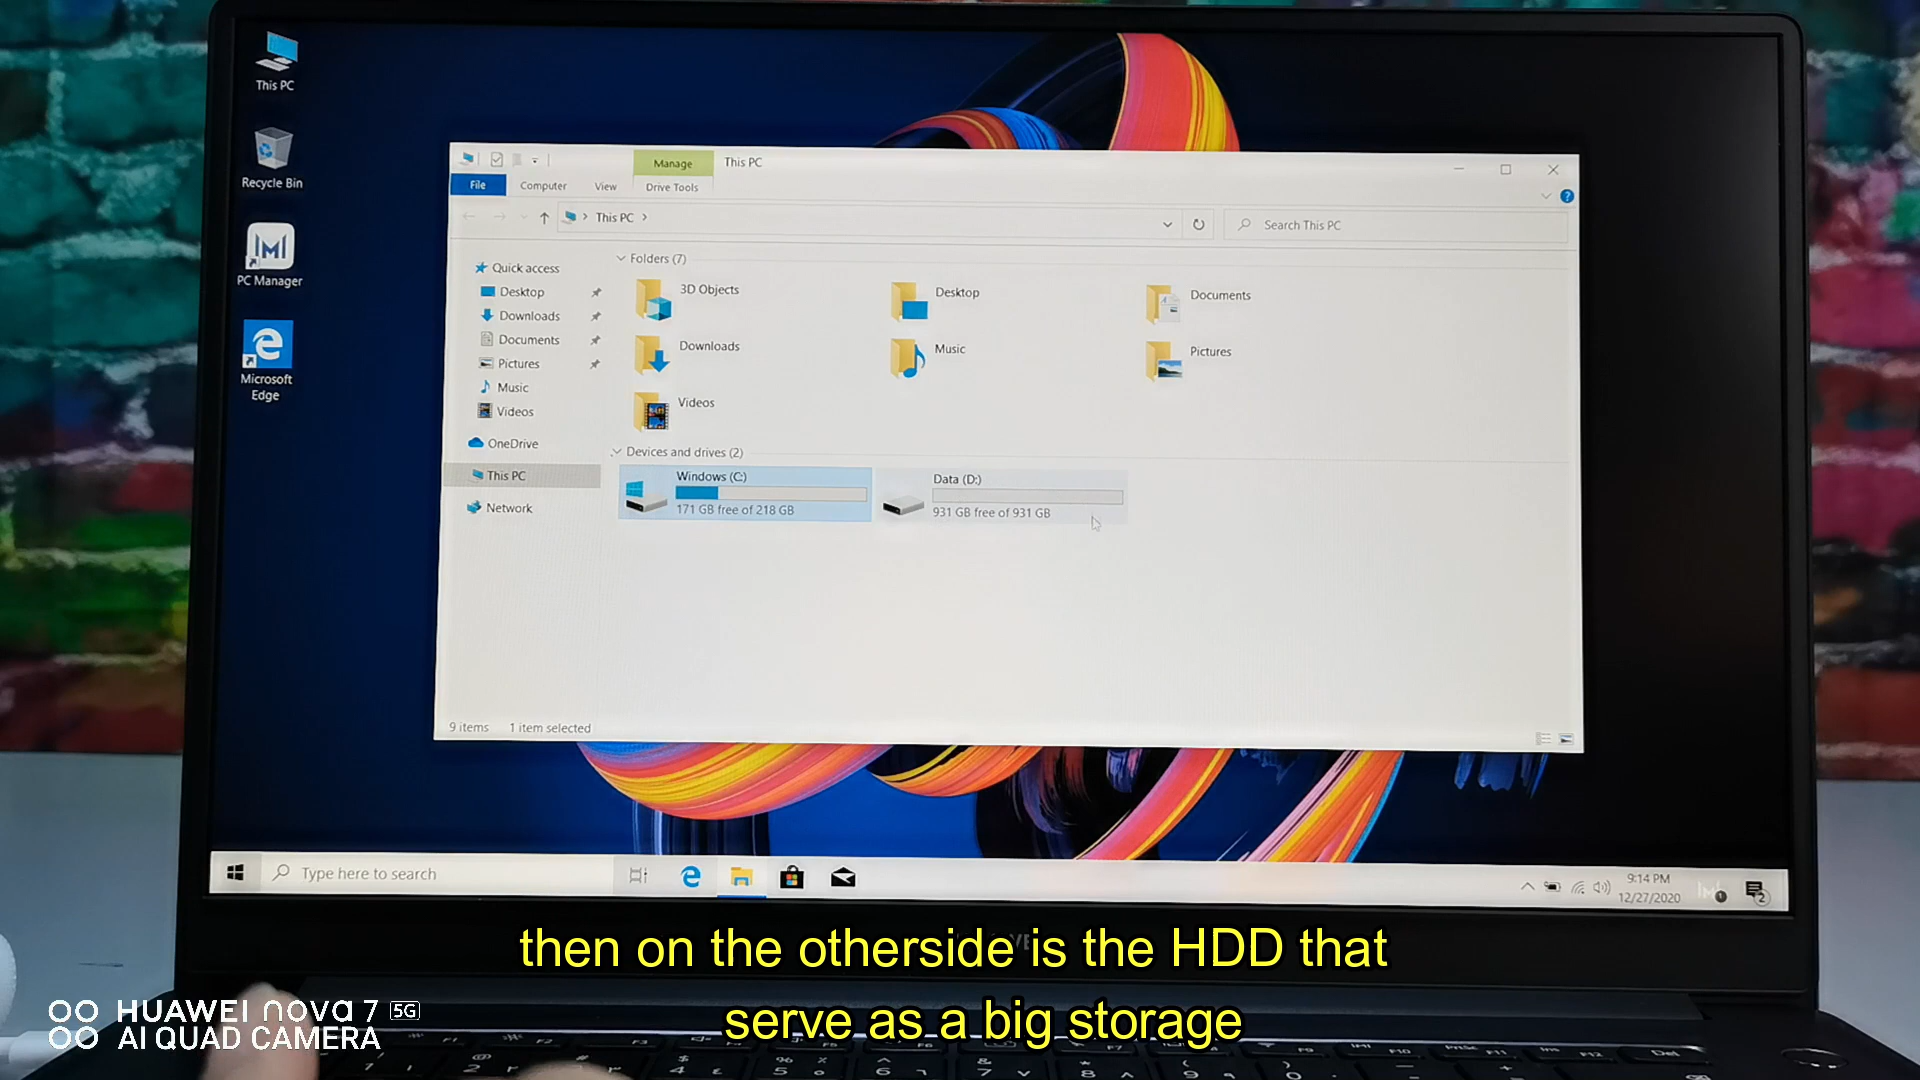 This PC
Recycle Bin
PC Manager
Microsoft
Edge
Manage
This PC
File
Computer
View
Drive Tools
This PC
Search This PC
Quick access
Desktop
Downloads
Documents
Pictures
Music
Videos
OneDrive
This PC
Network
Folders (7)
3D Objects
Desktop
Documents
Downloads
Music
Pictures
Videos
Devices and drives (2)
Windows (C:)
171 GB free of 218 GB
Data (D:)
931 GB free of 931 GB
9 items
1 item selected
Type here to search
9:14 PM
12/27/2020
2
then on the otherside is the HDD that
serve as a big storage
HUAWEI nova 7 5G
AI QUAD CAMERA